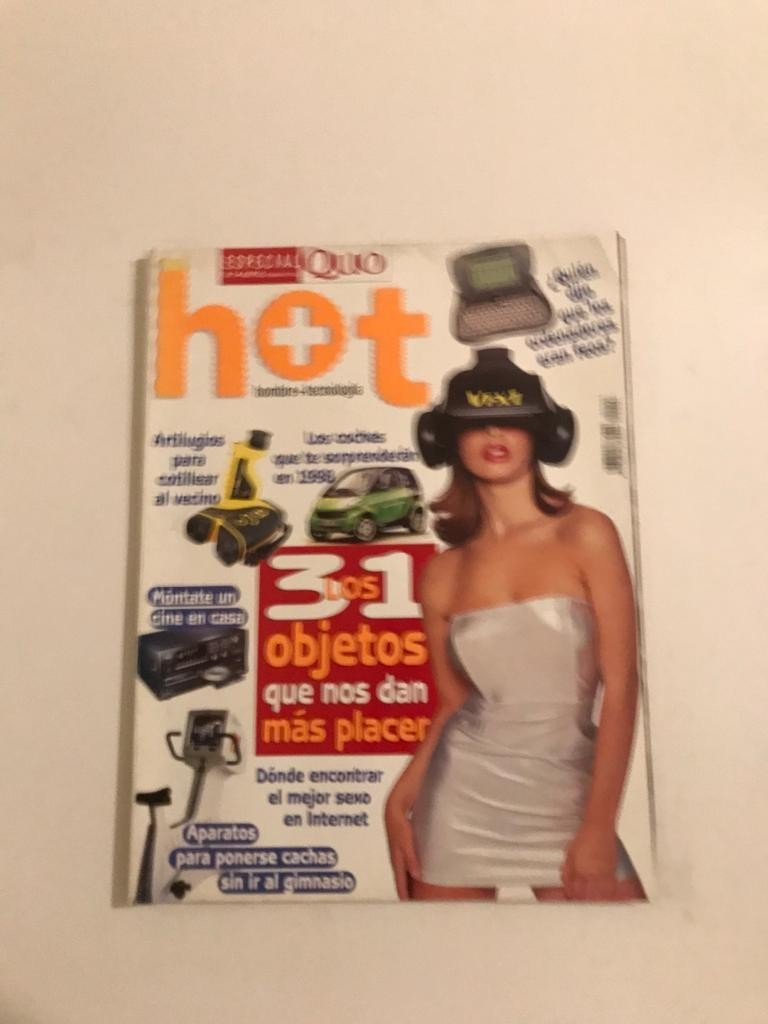 ESPECIAL QUO
hot
hombre+tecnología
¿Quién
dijo
que los
ordenadores
eran feos?
Artilugios
para
cotillear
al vecino
Los coches
que te sorprenderán
en 1998
Móntate un
cine en casa
LOS
31
objetos
que nos dan
más placer
Dónde encontrar
el mejor sexo
en Internet
Aparatos
para ponerse cachas
sin ir al gimnasio